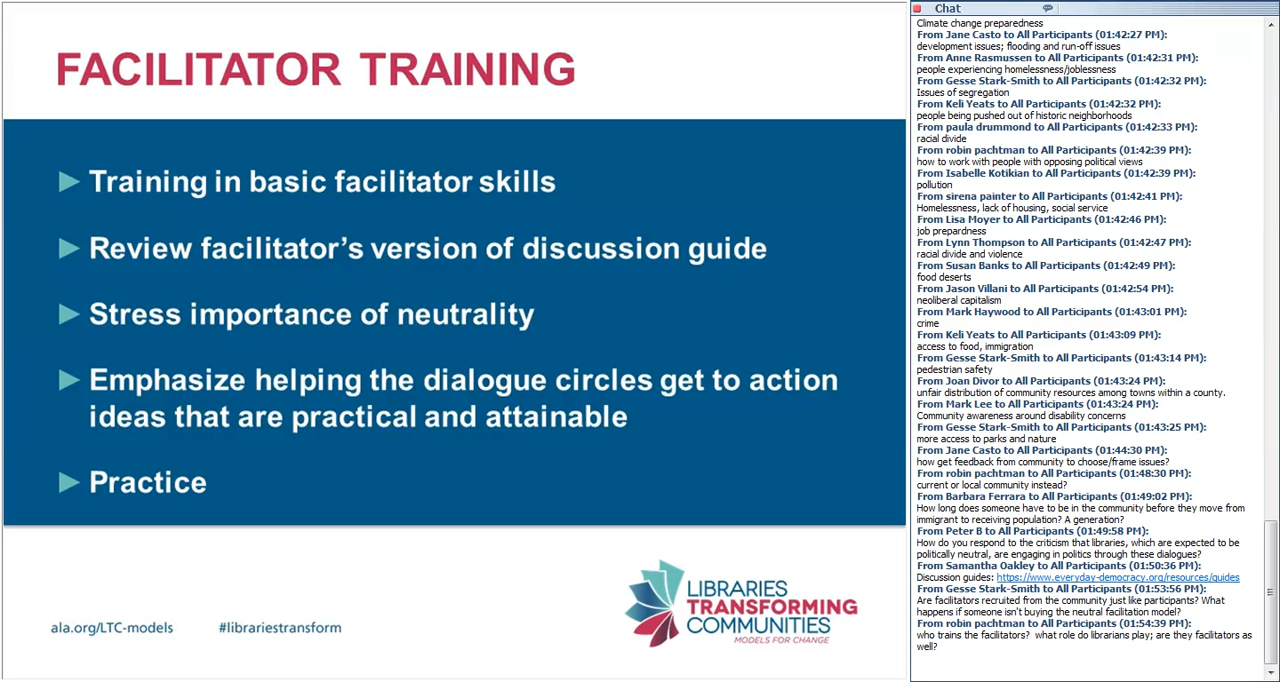 FACILITATOR TRAINING
► Training in basic facilitator skills
► Review facilitator's version of discussion guide
► Stress importance of neutrality
► Emphasize helping the dialogue circles get to action
ideas that are practical and attainable
► Practice
ala.org/LTC-models #librariestransform
LIBRARIES
TRANSFORMING
COMMUNITIES
MODELS FOR CHANGE
Chat
Climate change preparedness
From Jane Casto to All Participants (01:42:27 PM):
development issues; flooding and run-off issues
From Anne Rasmussen to All Participants (01:42:31 PM):
people experiencing homelessness/joblessness
From Gesse Stark-Smith to All Participants (01:42:32 PM):
Issues of segregation
From Keli Yeats to All Participants (01:42:32 PM):
people being pushed out of historic neighborhoods
From paula drummond to All Participants (01:42:33 PM):
racial divide
From robin pachtman to All Participants (01:42:39 PM):
how to work with people with opposing political views
From Isabelle Kotikian to All Participants (01:42:39 PM):
pollution
From sirena painter to All Participants (01:42:41 PM):
Homelessness, lack of housing, social service
From Lisa Moyer to All Participants (01:42:46 PM):
job prepardness
From Lynn Thompson to All Participants (01:42:47 PM):
racial divide and violence
From Susan Banks to All Participants (01:42:49 PM):
food deserts
From Jason Villani to All Participants (01:42:54 PM):
neoliberal capitalism
From Mark Haywood to All Participants (01:43:01 PM):
crime
From Keli Yeats to All Participants (01:43:09 PM):
access to food, immigration
From Gesse Stark-Smith to All Participants (01:43:14 PM):
pedestrian safety
From Joan Divor to All Participants (01:43:24 PM):
unfair distribution of community resources among towns within a county.
From Mark Lee to All Participants (01:43:24 PM):
Community awareness around disability concerns
From Gesse Stark-Smith to All Participants (01:43:25 PM):
more access to parks and nature
From Jane Casto to All Participants (01:44:30 PM):
how get feedback from community to choose/frame issues?
From robin pachtman to All Participants (01:48:30 PM):
current or local community instead?
From Barbara Ferrara to All Participants (01:49:02 PM):
How long does someone have to be in the community before they move from
immigrant to receiving population? A generation?
From Peter B to All Participants (01:49:58 PM):
How do you respond to the criticism that libraries, which are expected to be
politically neutral, are engaging in politics through these dialogues?
From Samantha Oakley to All Participants (01:50:36 PM):
Discussion guides: https://www.everyday-democracy.org/resources/guides
From Gesse Stark-Smith to All Participants (01:53:56 PM):
Are facilitators recruited from the community just like participants? What
happens if someone isn't buying the neutral facilitation model?
From robin pachtman to All Participants (01:54:39 PM):
who trains the facilitators? what role do librarians play; are they facilitators as
well?